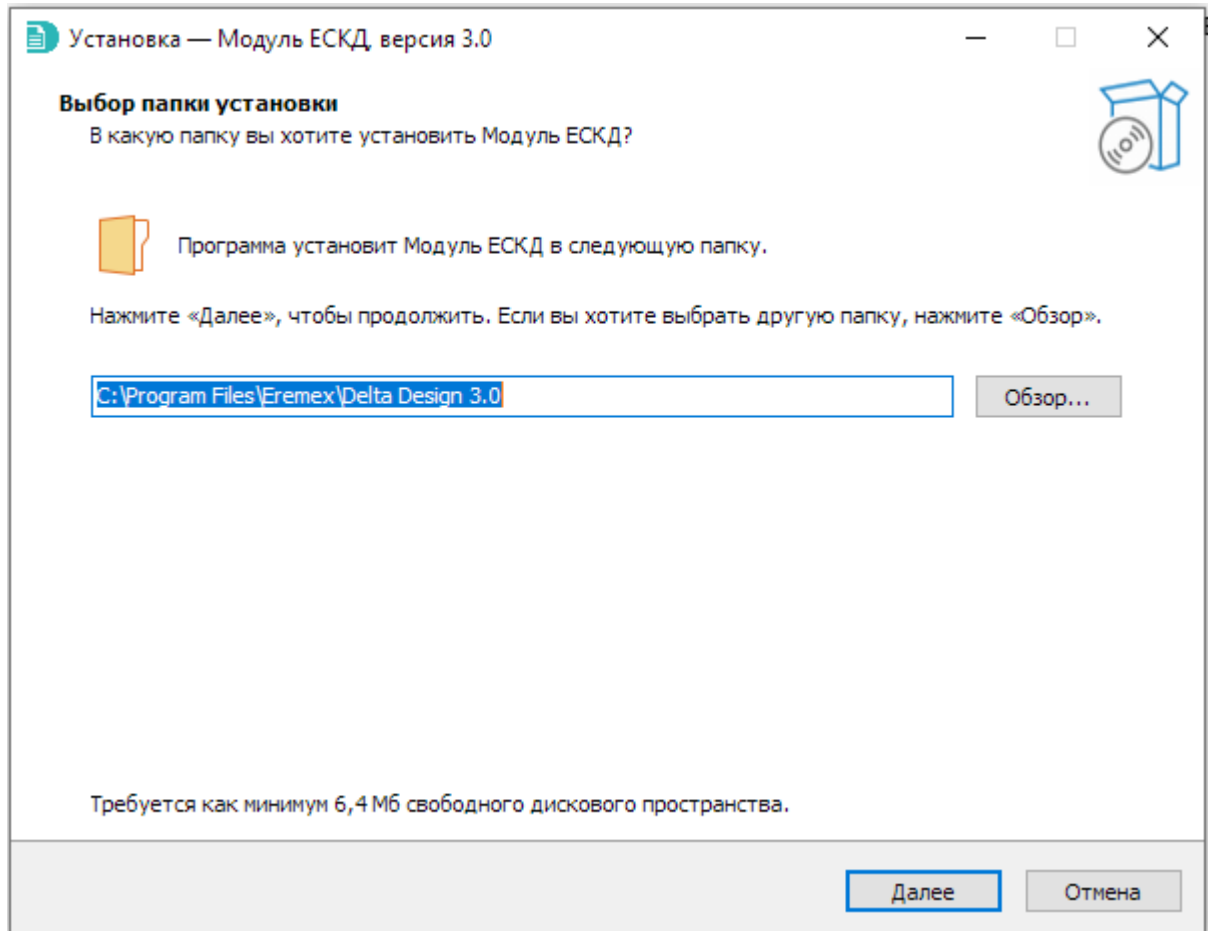 Установка — Модуль ЕСКД, версия 3.0
Выбор папки установки
В какую папку вы хотите установить Модуль ЕСКД?
Программа установит Модуль ЕСКД в следующую папку.
Нажмите «Далее», чтобы продолжить. Если вы хотите выбрать другую папку, нажмите «Обзор».
C:\Program Files\Eremex\Delta Design 3.0
Обзор...
Требуется как минимум 6,4 Мб свободного дискового пространства.
Далее
Отмена